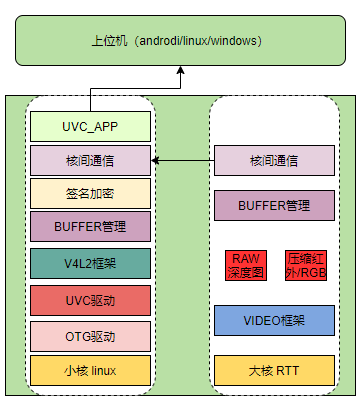 上位机（androdi/linux/windows）
UVC_APP
核间通信
签名加密
BUFFER管理
V4L2框架
UVC驱动
OTG驱动
小核 linux
核间通信
BUFFER管理
RAW
深度图
压缩红
外/RGB
VIDEO框架
大核 RTT